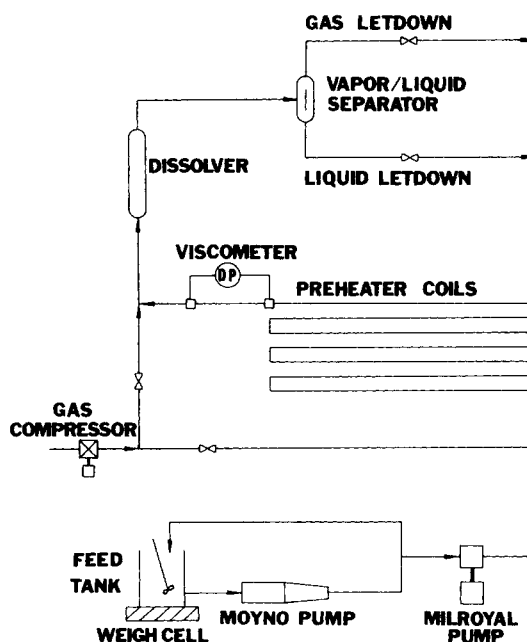 GAS LETDOWN
VAPOR/LIQUID
SEPARATOR
DISSOLVER
LIQUID LETDOWN
VISCOMETER
DP
PREHEATER COILS
GAS
COMPRESSOR
FEED
TANK
MOYNO PUMP
WEIGH CELL
MILROYAL
PUMP